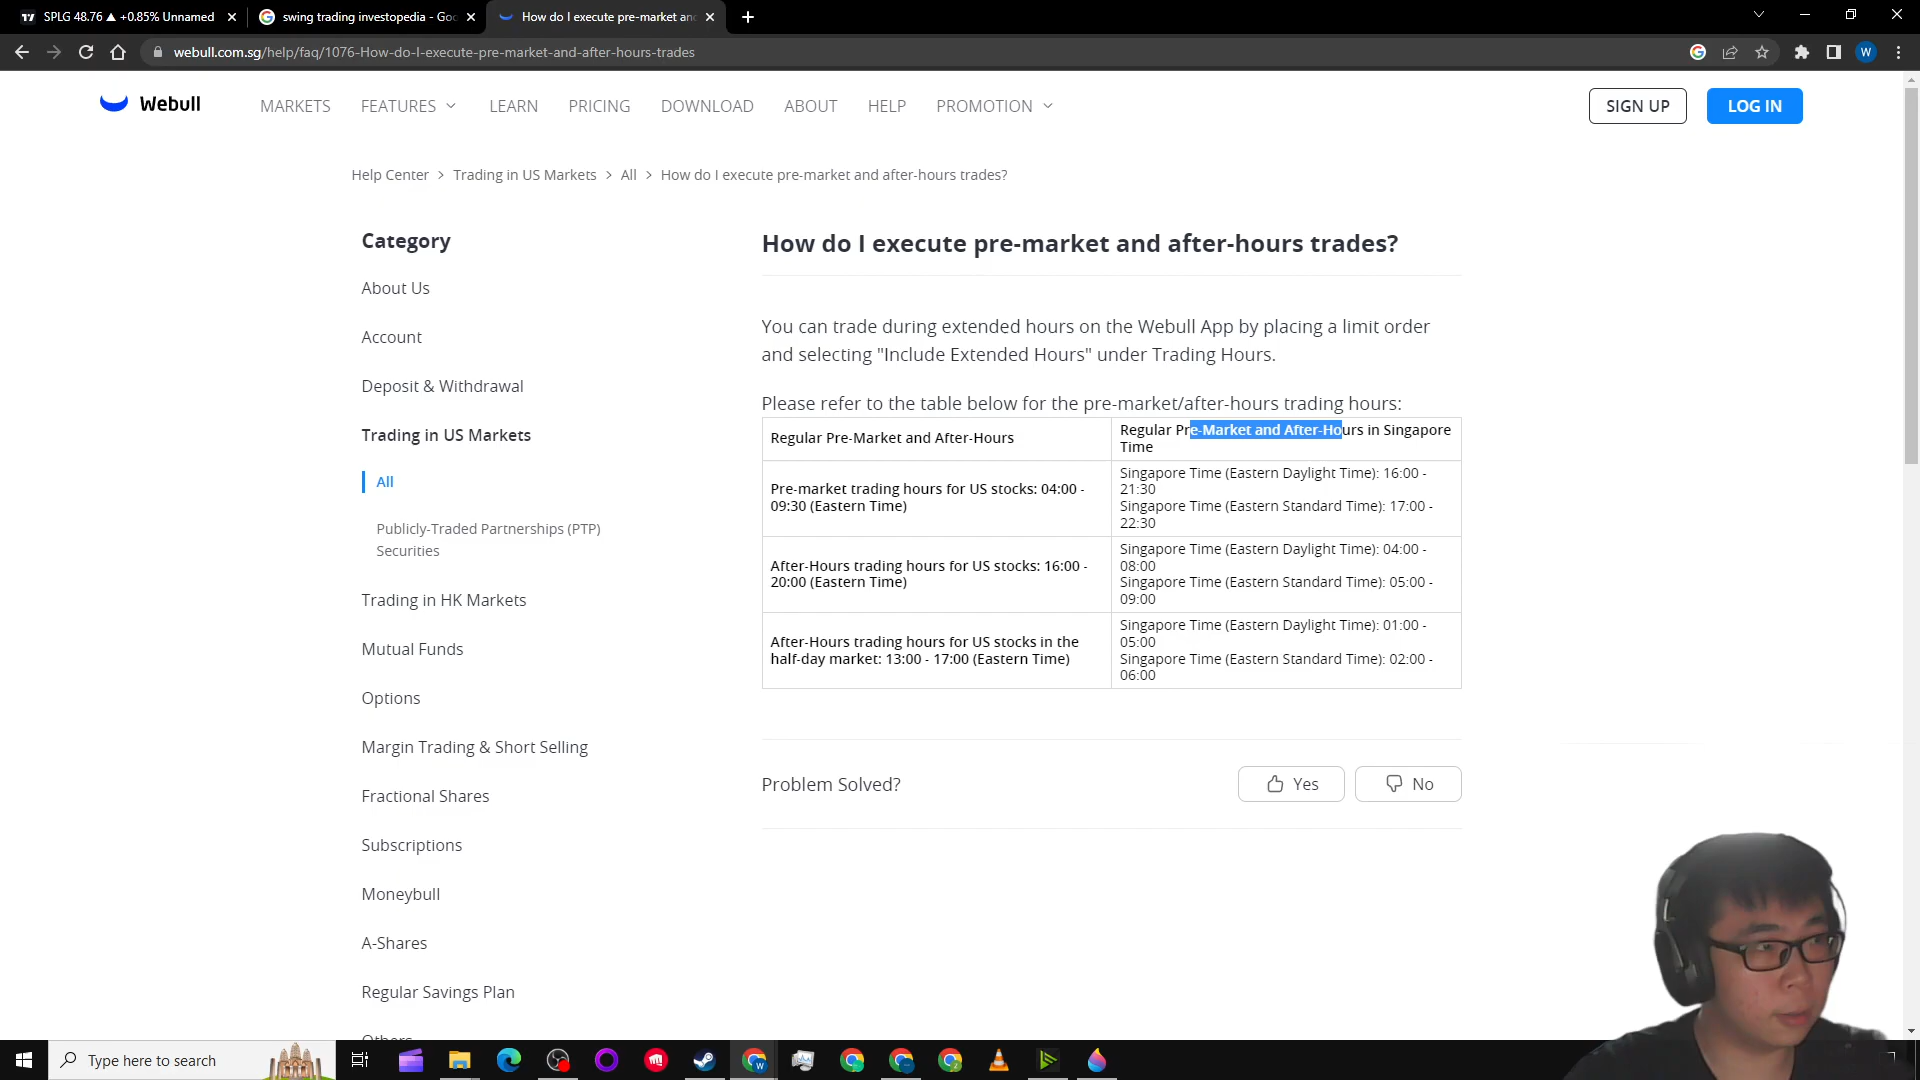 SPLG 48.76 ▲ +0.85% Unnamed
swing trading investopedia - Goo
How do I execute pre-market and
webull.com.sg/help/faq/1076-How-do-I-execute-pre-market-and-after-hours-trades
W
Webull
MARKETS
FEATURES
LEARN
PRICING
DOWNLOAD
ABOUT
HELP
PROMOTION
SIGN UP
LOG IN
Help Center > Trading in US Markets > All > How do I execute pre-market and after-hours trades?
Category
About Us
Account
Deposit & Withdrawal
Trading in US Markets
All
Publicly-Traded Partnerships (PTP)
Securities
Trading in HK Markets
Mutual Funds
Options
Margin Trading & Short Selling
Fractional Shares
Subscriptions
Moneybull
A-Shares
Regular Savings Plan
Others
How do I execute pre-market and after-hours trades?
You can trade during extended hours on the Webull App by placing a limit order
and selecting "Include Extended Hours" under Trading Hours.
Please refer to the table below for the pre-market/after-hours trading hours:
Regular Pre-Market and After-Hours
Regular Pre-Market and After-Hours in Singapore
Time
Pre-market trading hours for US stocks: 04:00 -
09:30 (Eastern Time)
Singapore Time (Eastern Daylight Time): 16:00 -
21:30
Singapore Time (Eastern Standard Time): 17:00 -
22:30
After-Hours trading hours for US stocks: 16:00 -
20:00 (Eastern Time)
Singapore Time (Eastern Daylight Time): 04:00 -
08:00
Singapore Time (Eastern Standard Time): 05:00 -
09:00
After-Hours trading hours for US stocks in the
half-day market: 13:00 - 17:00 (Eastern Time)
Singapore Time (Eastern Daylight Time): 01:00 -
05:00
Singapore Time (Eastern Standard Time): 02:00 -
06:00
Problem Solved?
Yes
No
Type here to search